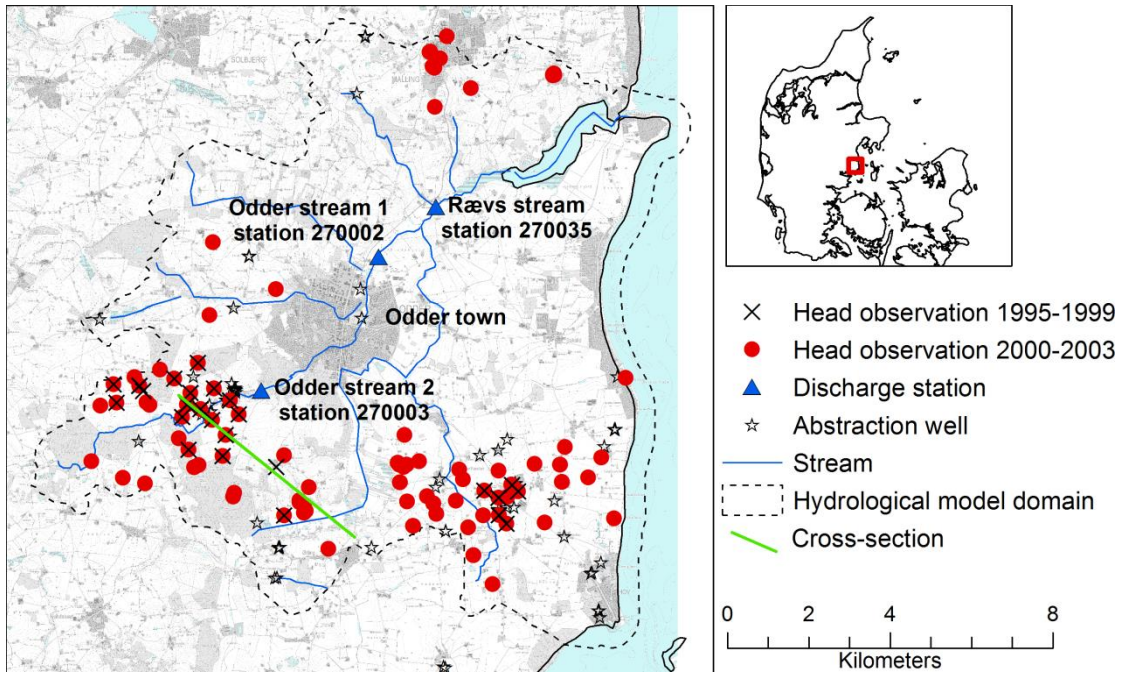 SOLBJERG
MALLING
Odder stream 1
station 270002
Rævs stream
station 270035
Odder town
Odder stream 2
station 270003
Head observation 1995-1999
Head observation 2000-2003
Discharge station
Abstraction well
Stream
Hydrological model domain
Cross-section
0 2 4 8
Kilometers